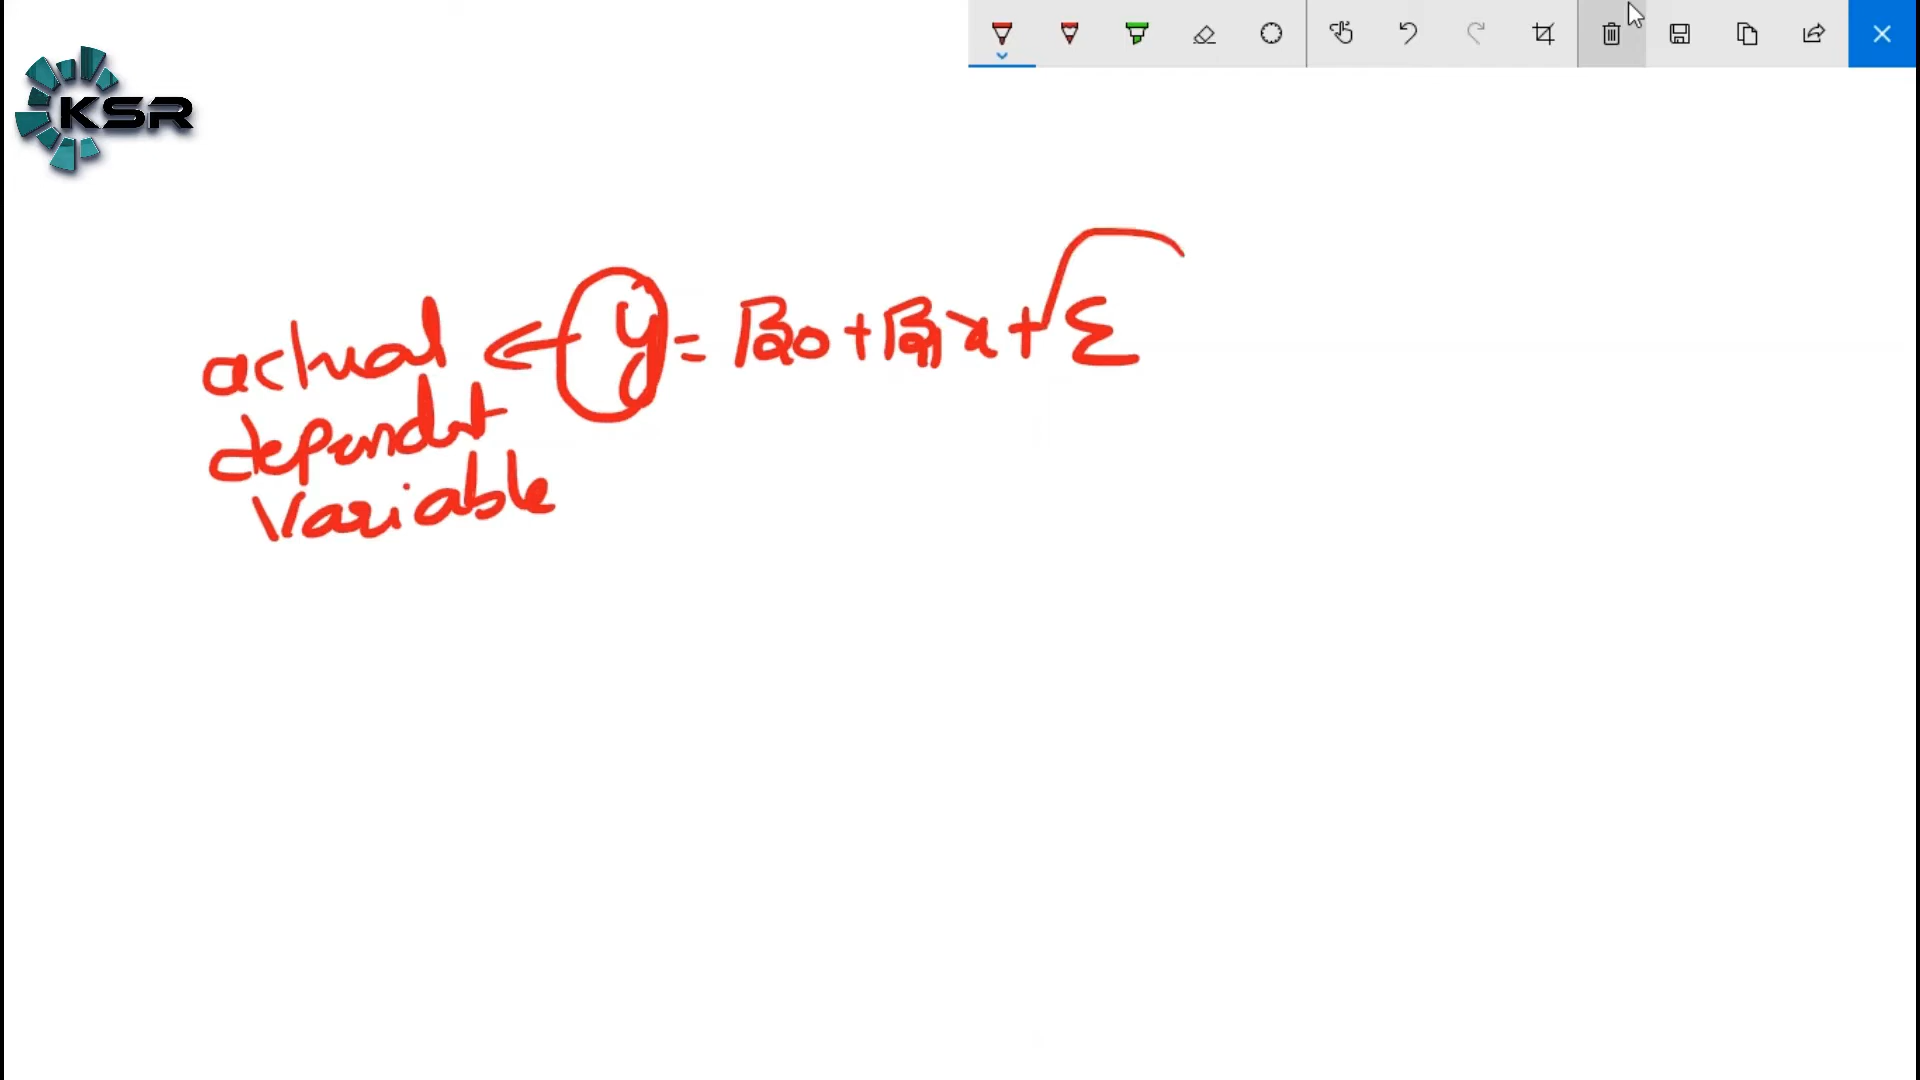 KSR
y = β0 + β1x + Σ
actual
dependent
variable